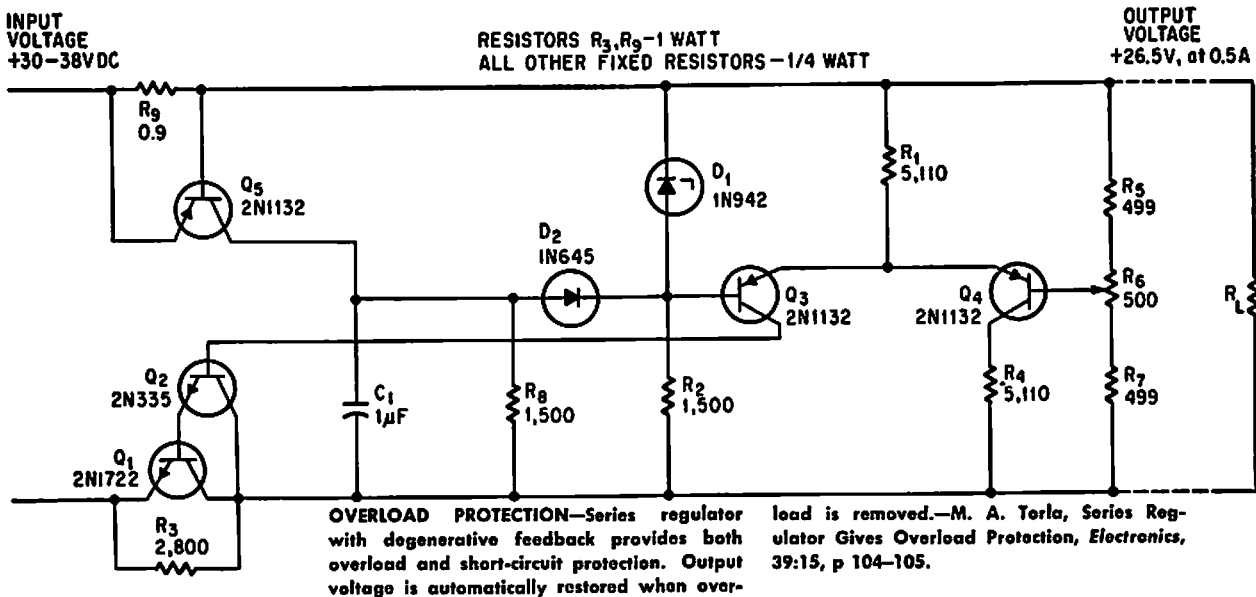 INPUT
VOLTAGE
+30-38VDC
RESISTORS R3,R9-1 WATT
ALL OTHER FIXED RESISTORS-1/4 WATT
OUTPUT
VOLTAGE
+26.5V, at 0.5A
R9
0.9
Q5
2N1132
D1
1N942
R1
5,110
R5
499
D2
1N645
Q3
2N1132
Q4
2N1132
R6
500
RL
Q2
2N335
C1
1μF
R8
1,500
R2
1,500
R4
5,110
R7
499
Q1
2N1722
R3
2,800
OVERLOAD PROTECTION—Series regulator
with degenerative feedback provides both
overload and short-circuit protection. Output
voltage is automatically restored when over-
load is removed.—M. A. Terla, Series Reg-
ulator Gives Overload Protection, Electronics,
39:15, p 104-105.